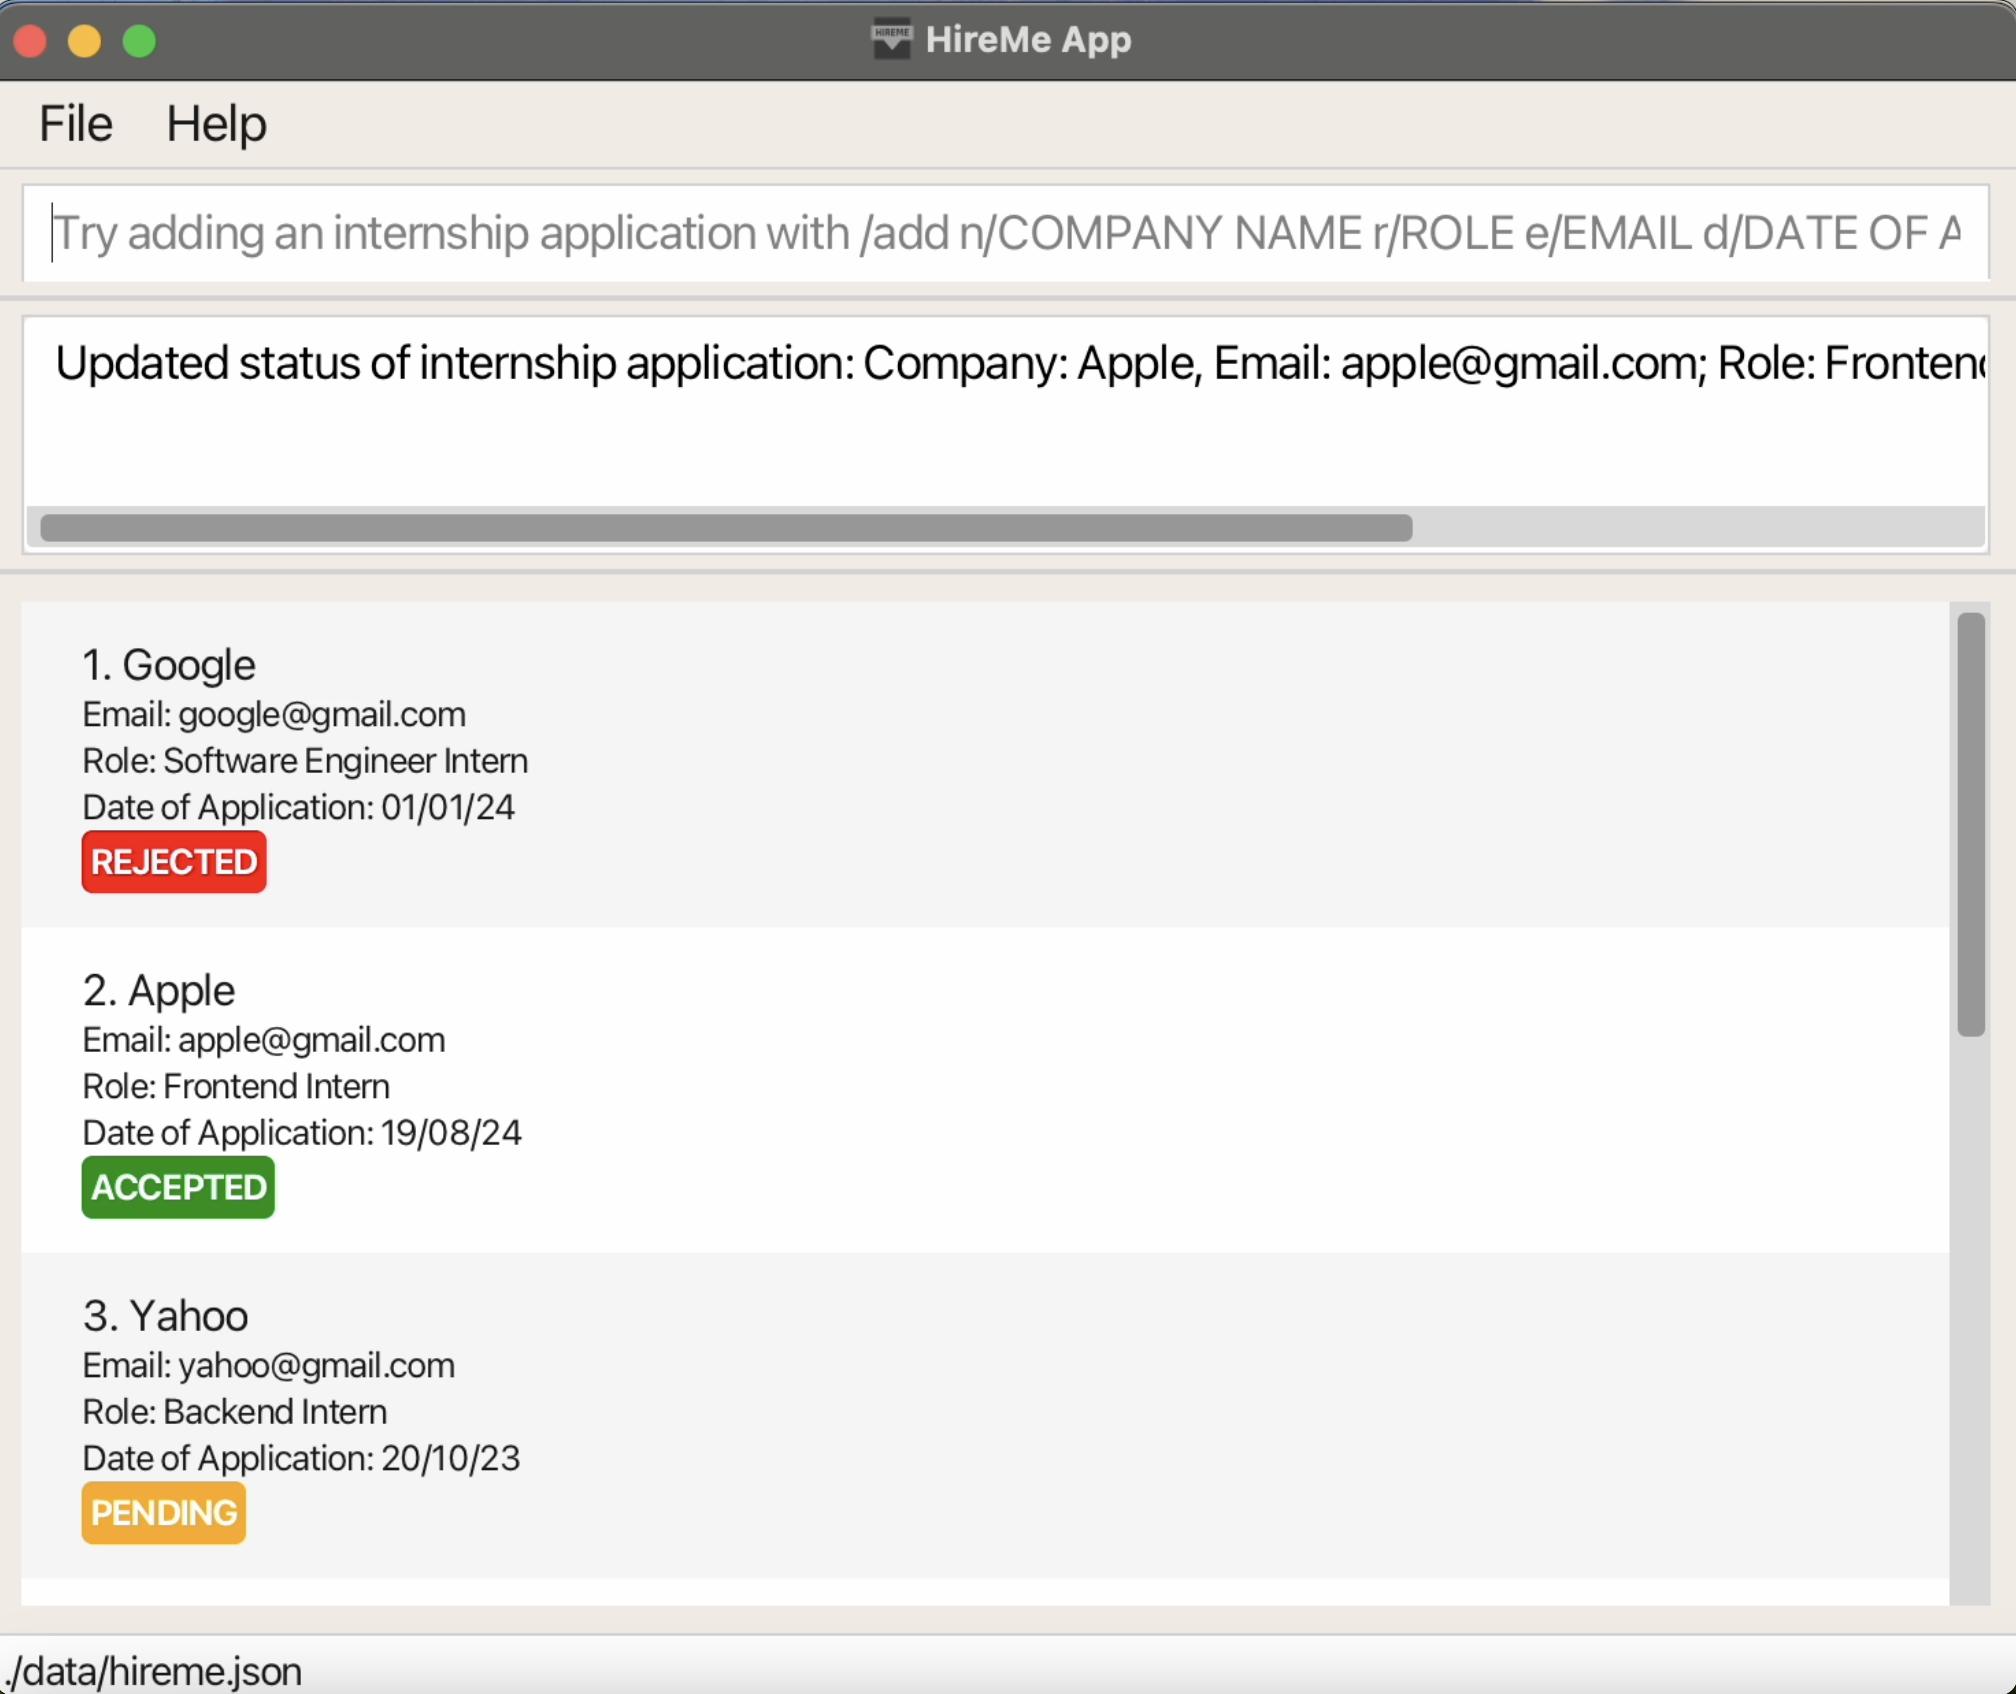 HIREME
HireMe App
File Help
Try adding an internship application with /add n/COMPANY NAME r/ROLE e/EMAIL d/DATE OF A
Updated status of internship application: Company: Apple, Email: apple@gmail.com; Role: Frontend
1. Google
Email: google@gmail.com
Role: Software Engineer Intern
Date of Application: 01/01/24
REJECTED
2. Apple
Email: apple@gmail.com
Role: Frontend Intern
Date of Application: 19/08/24
ACCEPTED
3. Yahoo
Email: yahoo@gmail.com
Role: Backend Intern
Date of Application: 20/10/23
PENDING
./data/hireme.json